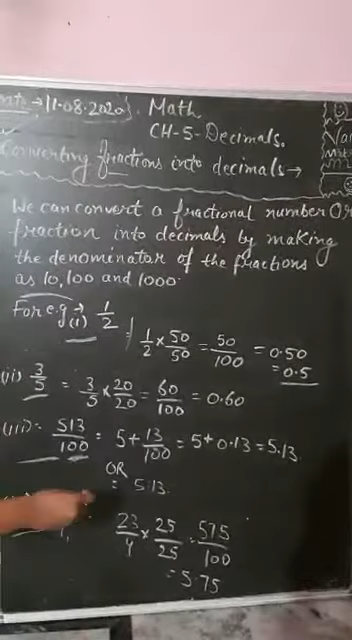 Date → 11.08.2020}. Math
CH-5-Decimals.
Converting fractions into decimals →
We can convert a fractional number Or
fraction into decimals by making
the denominator of the fractions
as 10, 100 and 1000.
For e.g → (i) 1/2 | 1/2 × 50/50 = 50/100 = 0.50
= 0.5
(ii) 3/5 = 3/5 × 20/20 = 60/100 = 0.60
(iii) 513/100 = 5 + 13/100 = 5 + 0.13 = 5.13
OR
= 5.13.
23/4 × 25/25 = 575/100
= 5.75